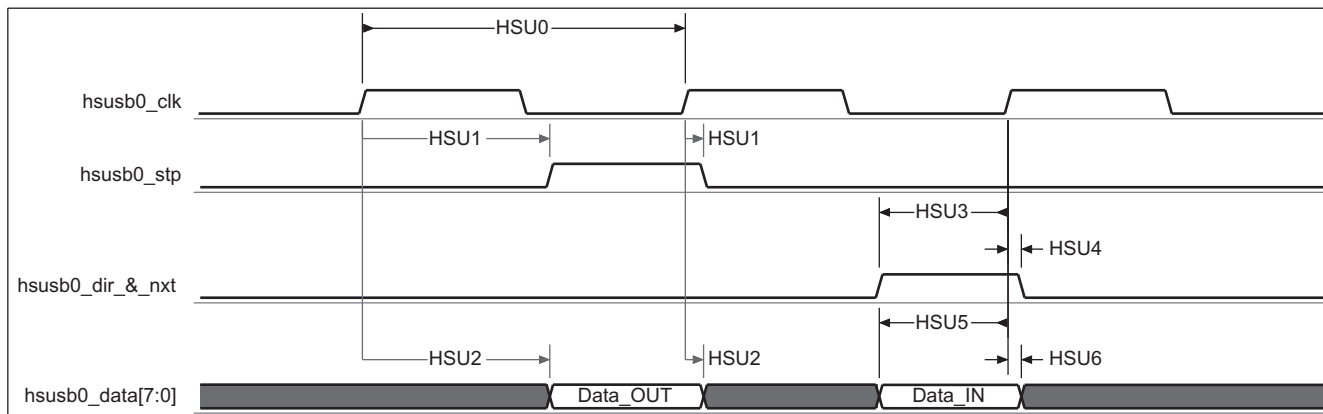 HSU0
hsusb0_clk
HSU1 HSU1
hsusb0_stp
HSU3
HSU4
hsusb0_dir_&_nxt
HSU5
HSU2 HSU2 HSU6
hsusb0_data[7:0] Data_OUT Data_IN